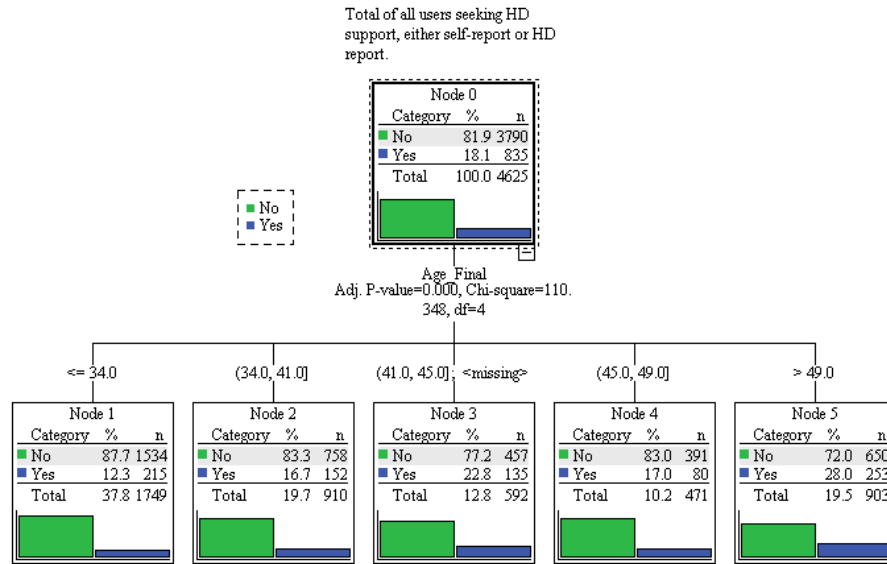 Total of all users seeking HD
support, either self-report or HD
report.
Node 0
Category % n
No 81.9 3790
Yes 18.1 835
Total 100.0 4625
No
Yes
Age_Final
Adj. P-value=0.000, Chi-square=110.
348, df=4
<= 34.0
(34.0, 41.0]
(41.0, 45.0]; <missing>
(45.0, 49.0]
> 49.0
Node 1
Category % n
No 87.7 1534
Yes 12.3 215
Total 37.8 1749
Node 2
Category % n
No 83.3 758
Yes 16.7 152
Total 19.7 910
Node 3
Category % n
No 77.2 457
Yes 22.8 135
Total 12.8 592
Node 4
Category % n
No 83.0 391
Yes 17.0 80
Total 10.2 471
Node 5
Category % n
No 72.0 650
Yes 28.0 253
Total 19.5 903